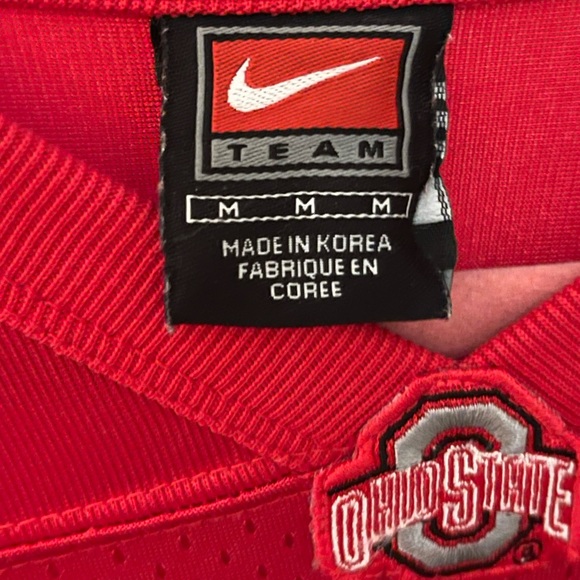 TEAM
M M M
MADE IN KOREA
FABRIQUE EN
COREE
OHIO STATE